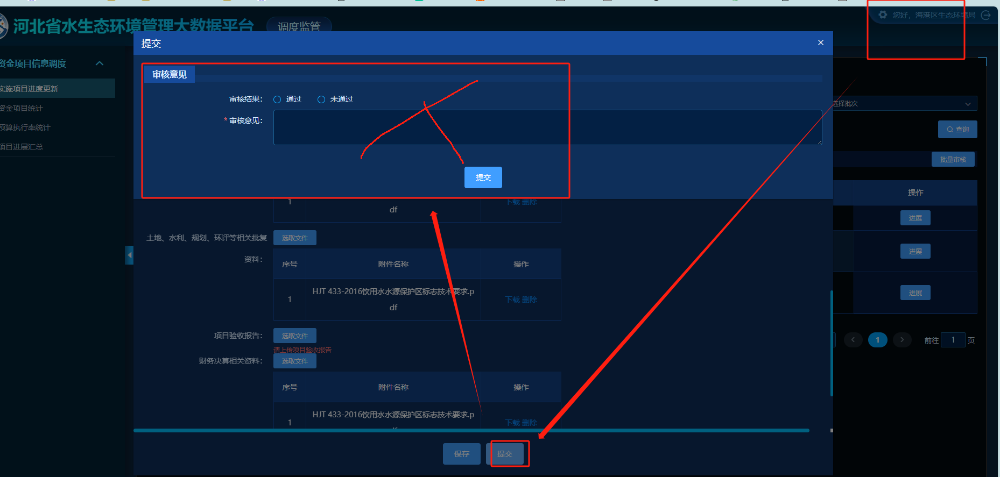 河北省水生态环境管理大数据平台
调度监管
您好，海港区生态环境局
资金项目信息调度
实施项目进度更新
资金项目统计
预算执行率统计
项目进展汇总
提交
审核意见
审核结果：
通过
未通过
* 审核意见：
提交
选择批次
查询
批量审核
操作
进展
进展
进展
1
前往 1 页
1
df
下载 删除
土地、水利、规划、环评等相关批复
资料：
选取文件
序号
附件名称
操作
1
HJT 433-2016饮用水水源保护区标志技术要求.p
df
下载 删除
项目验收报告：
选取文件
请上传项目验收报告
财务决算相关资料：
选取文件
序号
附件名称
操作
1
HJT 433-2016饮用水水源保护区标志技术要求.p
下载 删除
保存
提交